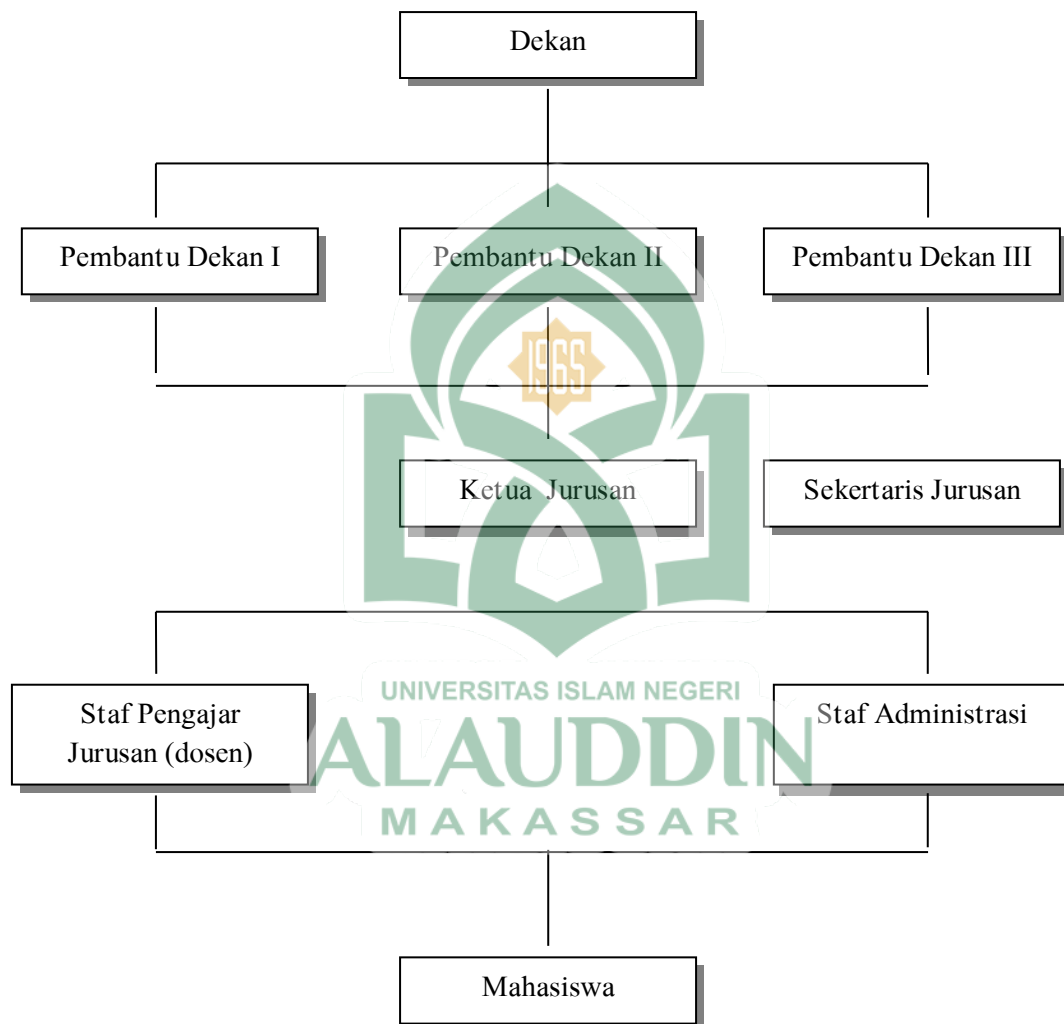 Dekan
Pembantu Dekan I
Pembantu Dekan II
Pembantu Dekan III
1965
Ketua Jurusan
Sekertaris Jurusan
UNIVERSITAS ISLAM NEGERI
ALAUDDIN
MAKASSAR
Staf Pengajar
Jurusan (dosen)
Staf Administrasi
Mahasiswa